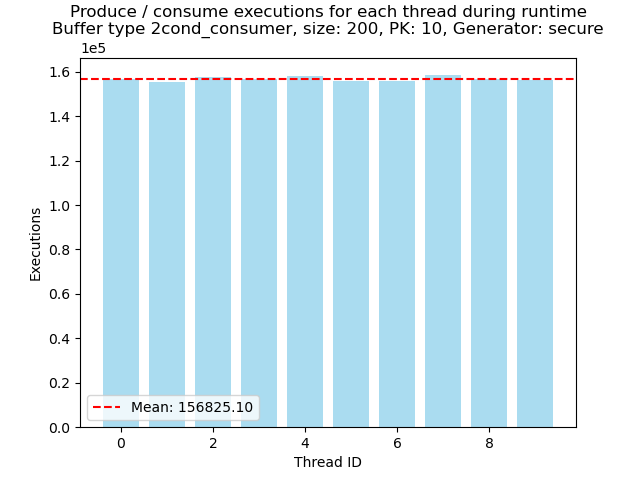 Produce / consume executions for each thread during runtime
Buffer type 2cond_consumer, size: 200, PK: 10, Generator: secure
1e5
1.6
1.4
1.2
1.0
0.8
0.6
0.4
0.2
0.0
Executions
Mean: 156825.10
0 2 4 6 8
Thread ID